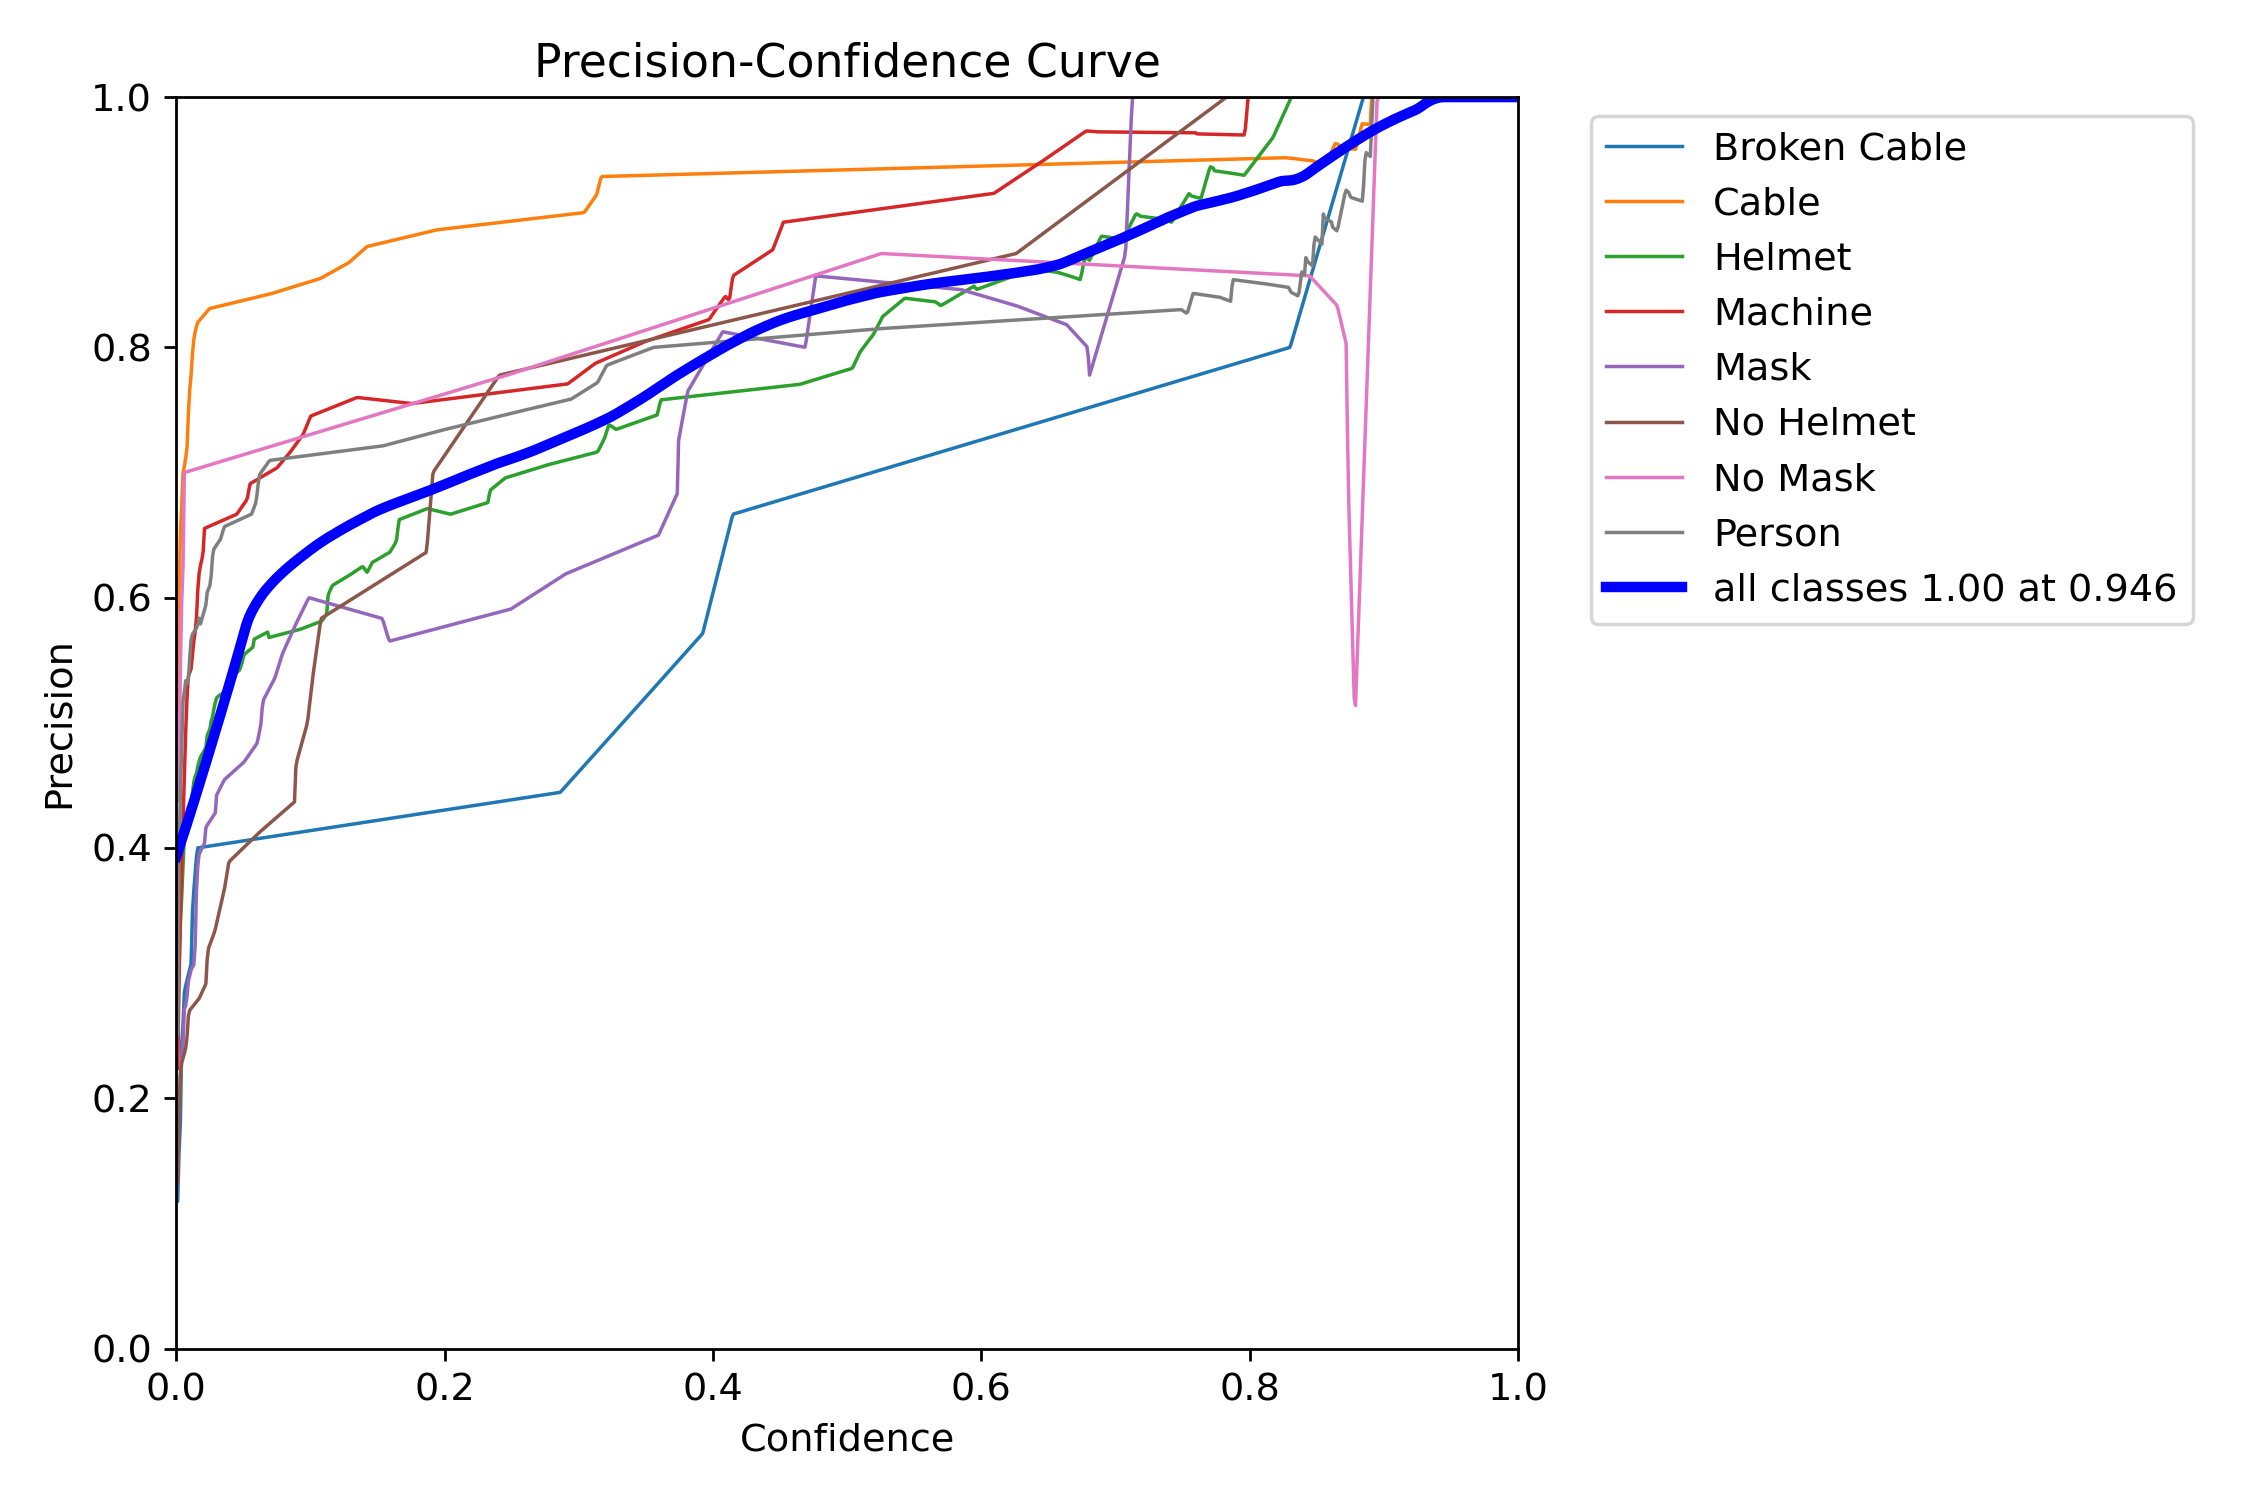 Precision-Confidence Curve
1.0
0.8
0.6
0.4
0.2
0.0
Precision
0.0 0.2 0.4 0.6 0.8 1.0
Confidence
Broken Cable
Cable
Helmet
Machine
Mask
No Helmet
No Mask
Person
all classes 1.00 at 0.946